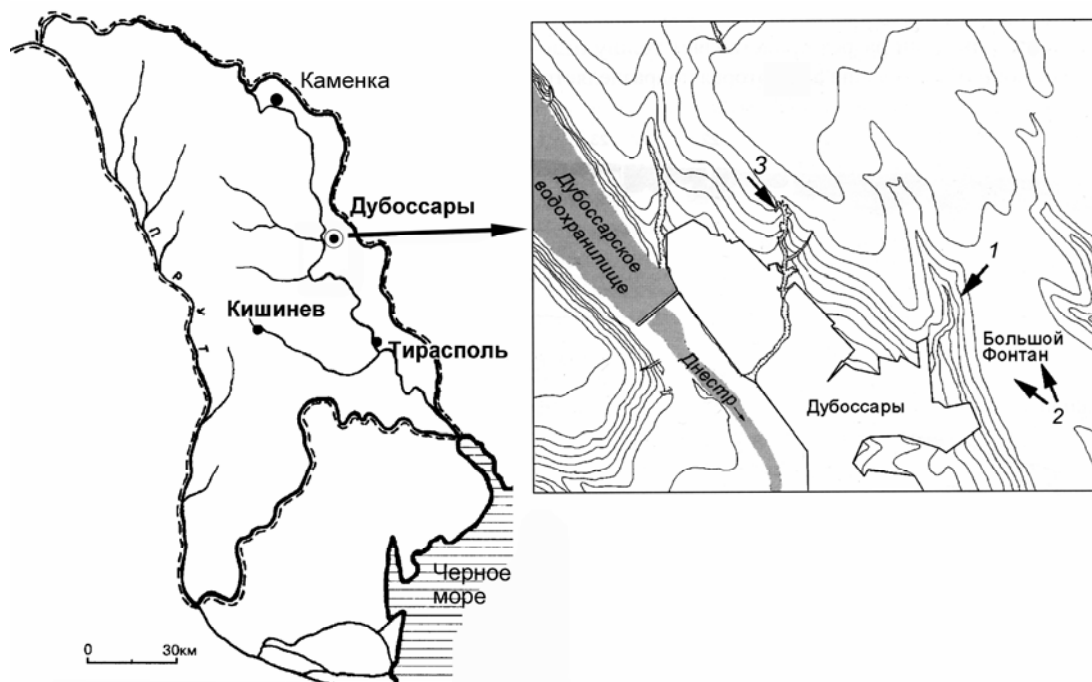 Каменка
Дубоссары
Кишинев
Тирасполь
П
Р
У
Т
Черное
море
0
30км
Дубоссарское
водохранилище
Днестр
Дубоссары
Большой
Фонтан
1
2
3